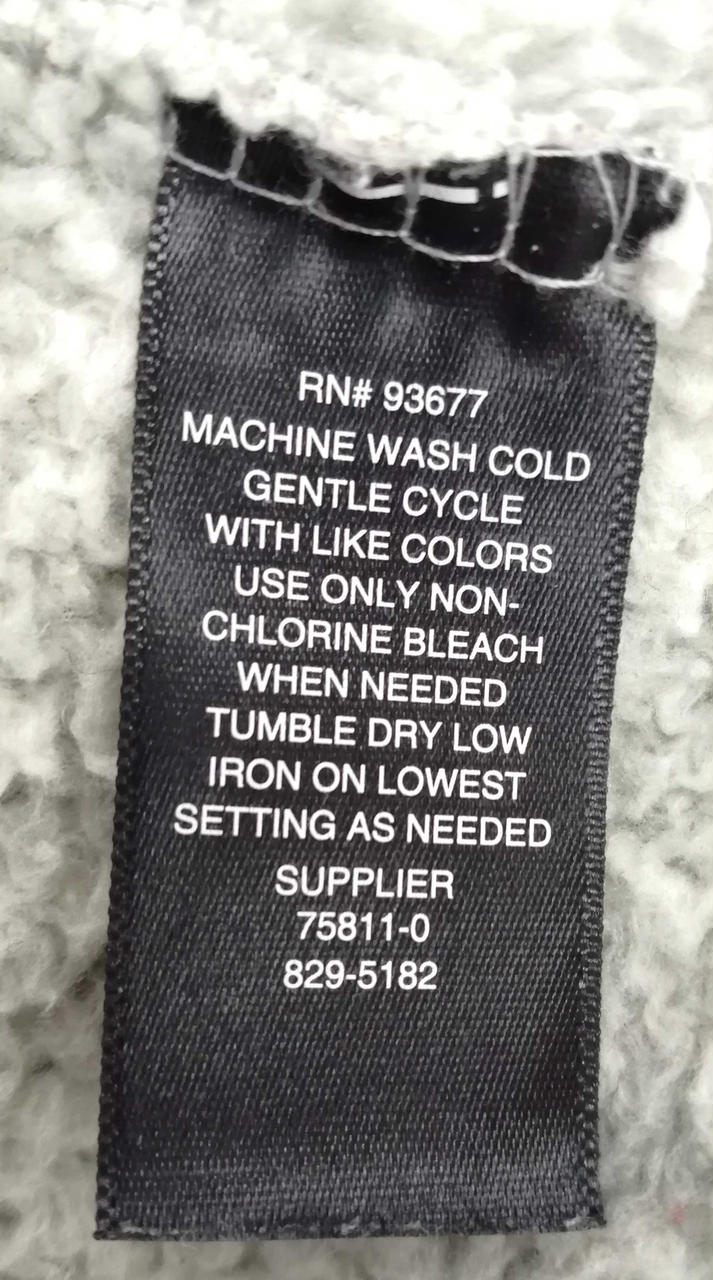 RN# 93677
MACHINE WASH COLD
GENTLE CYCLE
WITH LIKE COLORS
USE ONLY NON-
CHLORINE BLEACH
WHEN NEEDED
TUMBLE DRY LOW
IRON ON LOWEST
SETTING AS NEEDED
SUPPLIER
75811-0
829-5182